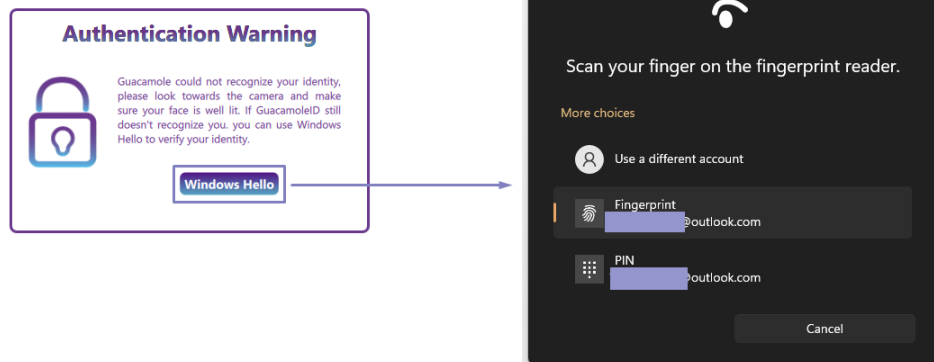 Authentication Warning
Guacamole could not recognize your identity,
please look towards the camera and make
sure your face is well lit. If GuacamoleID still
doesn't recognize you. you can use Windows
Hello to verify your identity.
Windows Hello
Scan your finger on the fingerprint reader.
More choices
Use a different account
Fingerprint
@outlook.com
PIN
@outlook.com
Cancel